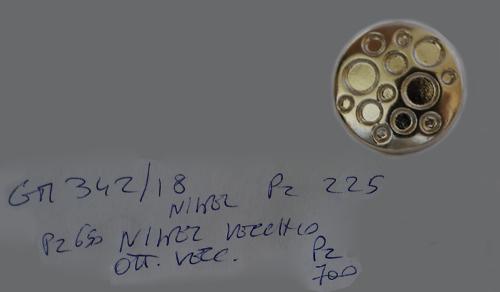 GM 342/18
NIKEL Pz 225
Pz 650 NIKEL VECCHIO
OTT. VECC. Pz
700